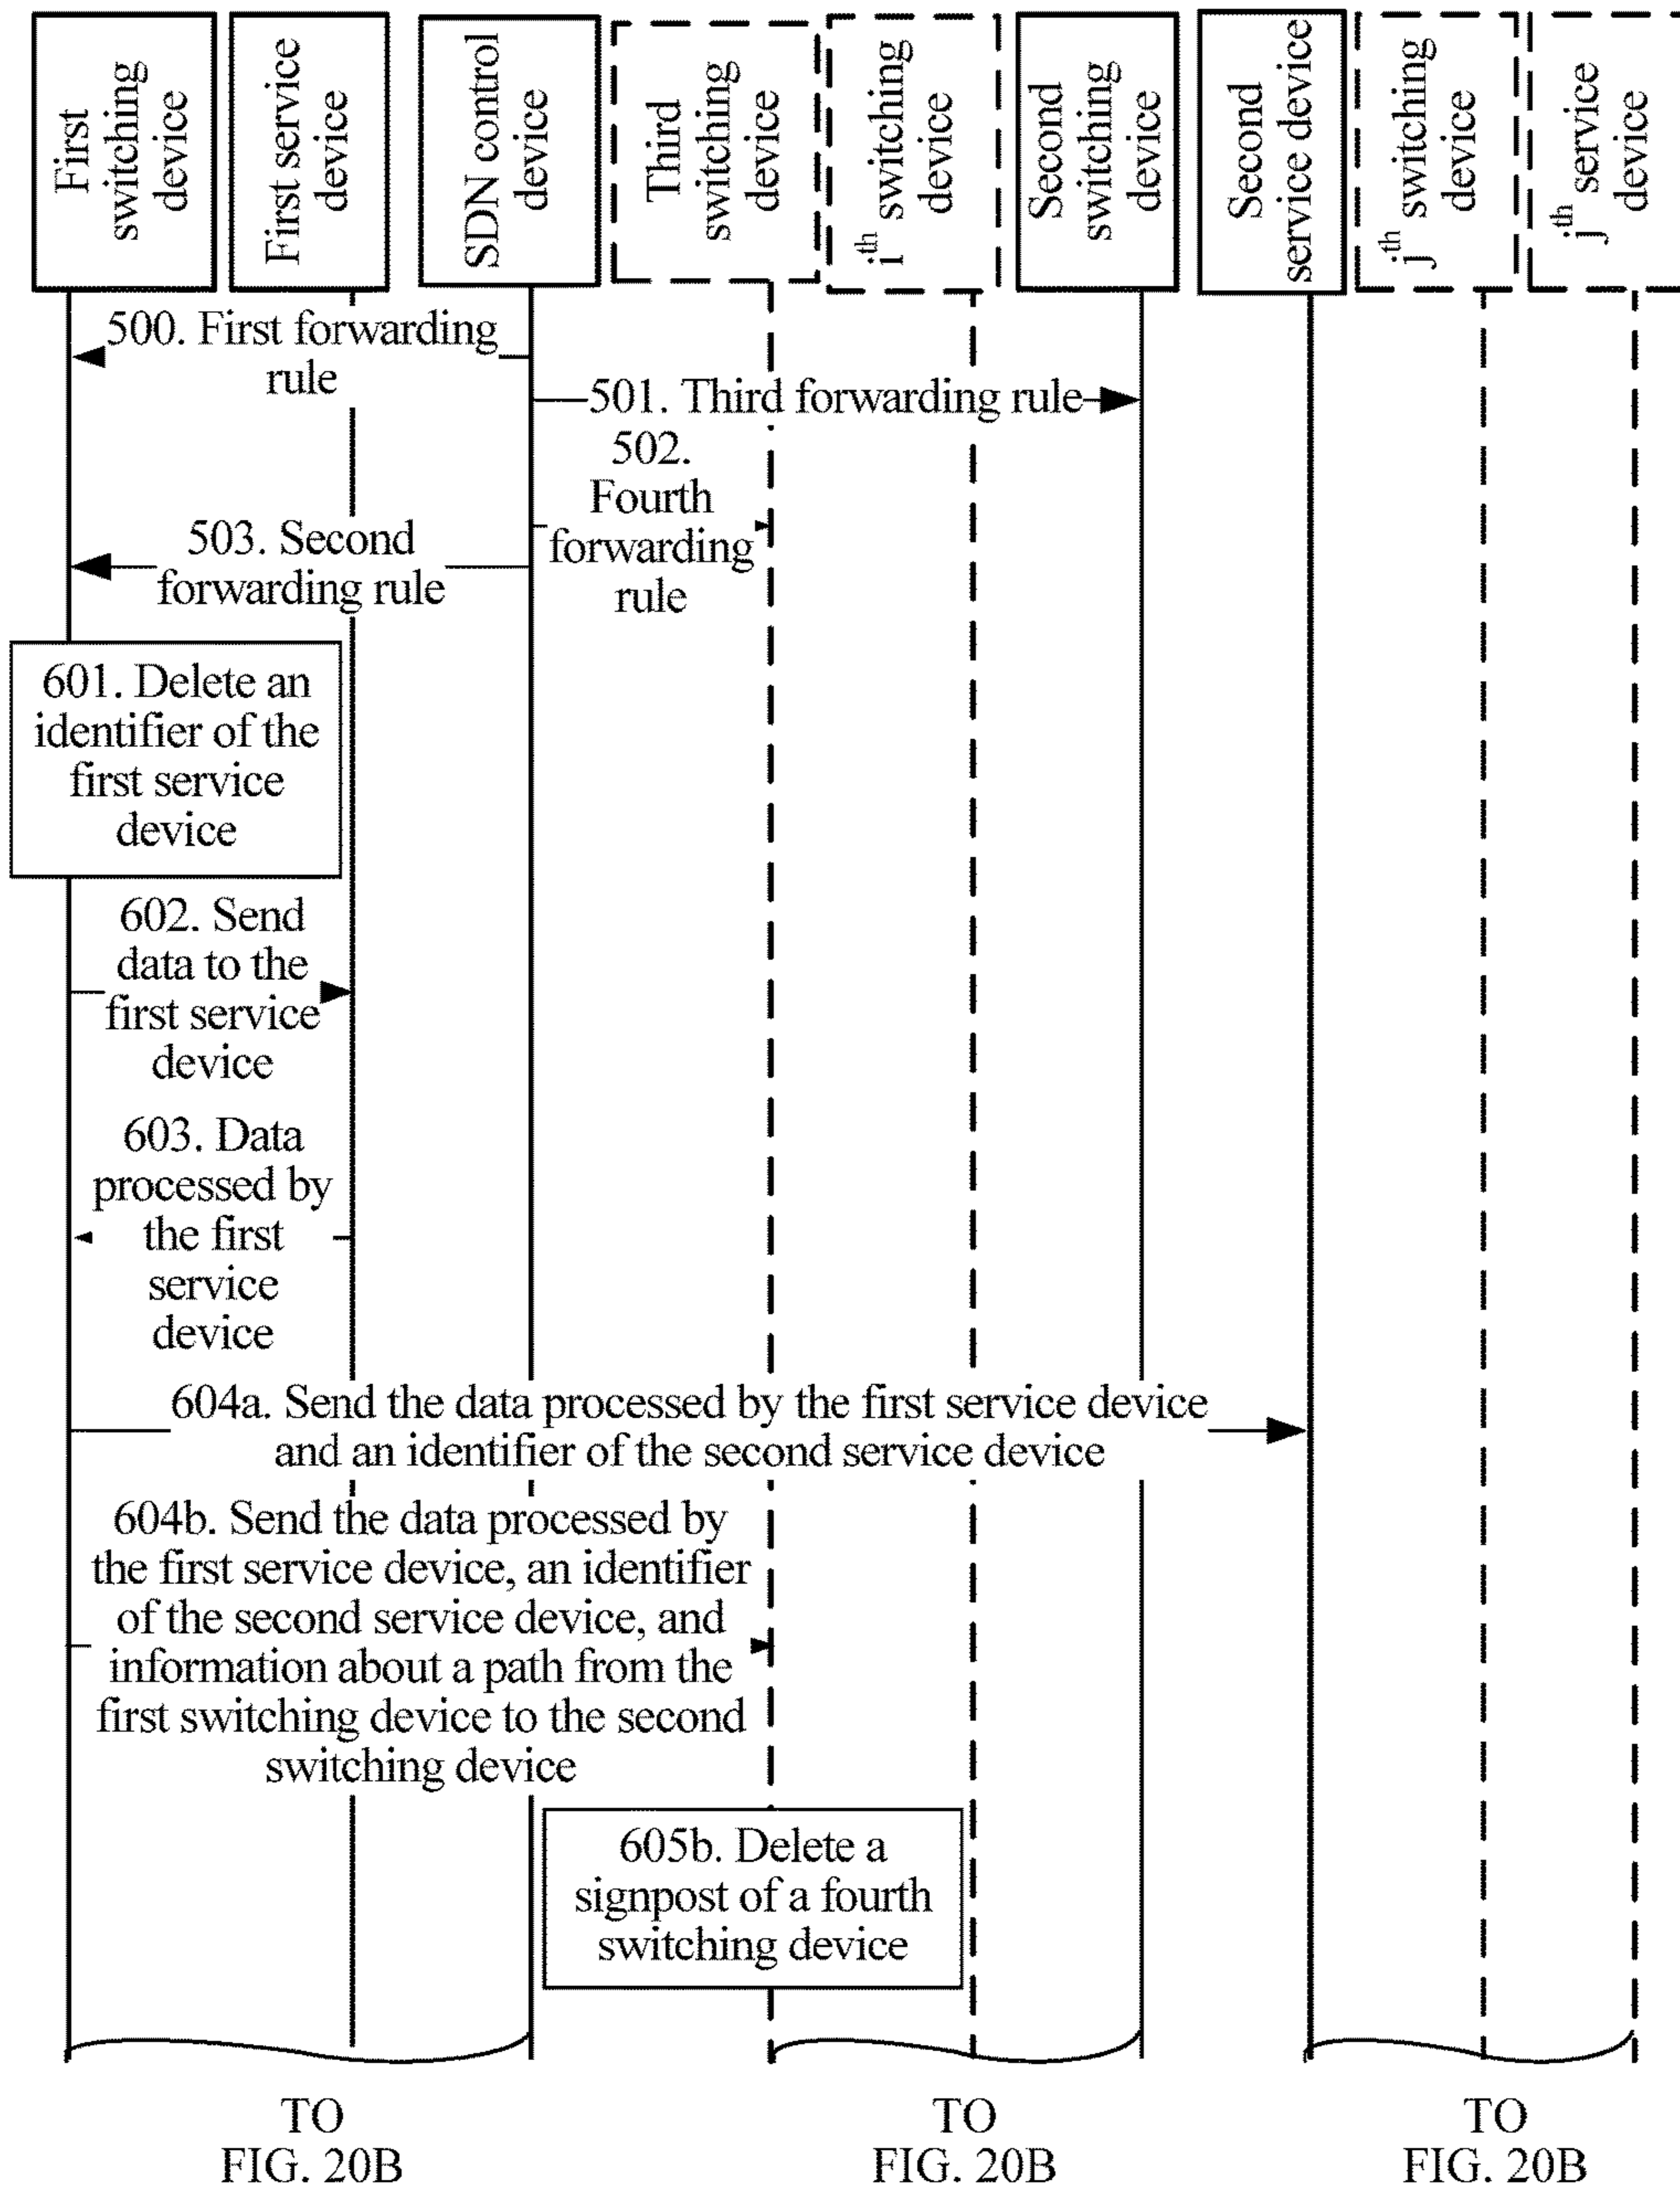 First
switching
device
First service
device
SDN control
device
Third
switching
device
ith switching
device
Second
switching
device
Second
service device
jth switching
device
jth service
device
500. First forwarding
rule
501. Third forwarding rule
502.
Fourth
forwarding
rule
503. Second
forwarding rule
601. Delete an
identifier of the
first service
device
602. Send
data to the
first service
device
603. Data
processed by
the first
service
device
604a. Send the data processed by the first service device
and an identifier of the second service device
604b. Send the data processed by
the first service device, an identifier
of the second service device, and
information about a path from the
first switching device to the second
switching device
605b. Delete a
signpost of a fourth
switching device
TO
FIG. 20B
TO
FIG. 20B
TO
FIG. 20B